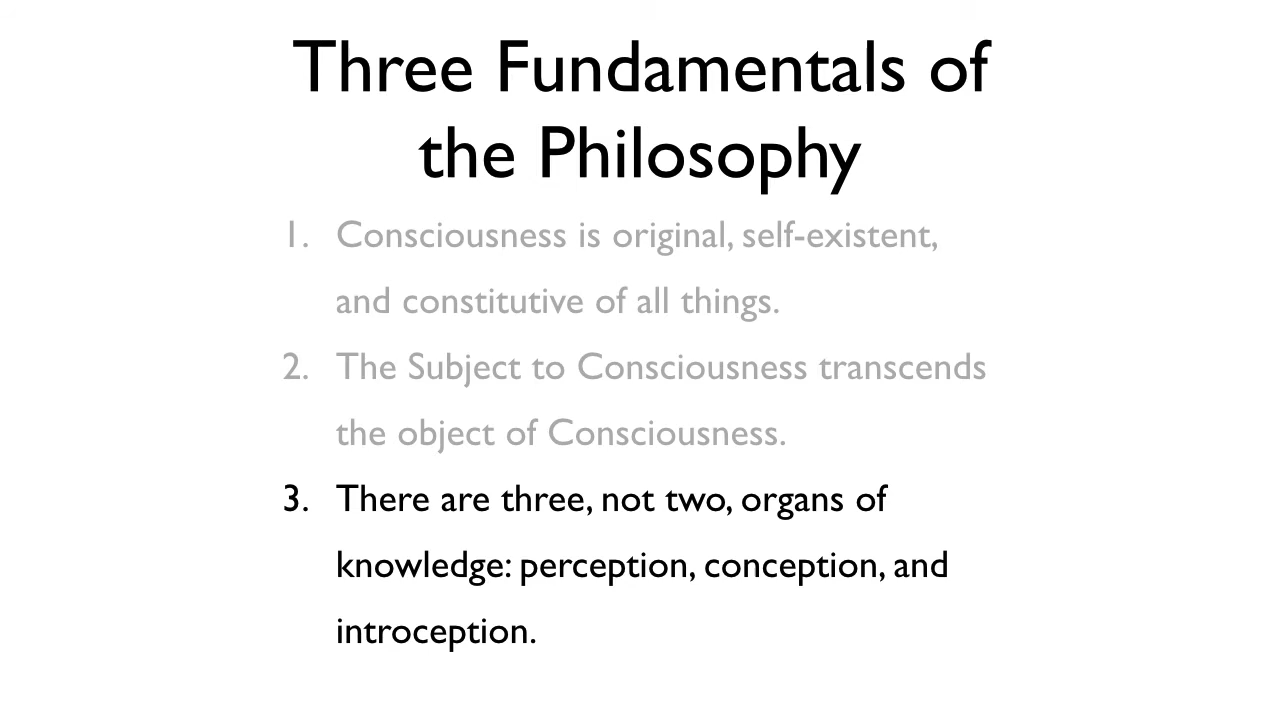 Three Fundamentals of
the Philosophy
1. Consciousness is original, self-existent,
and constitutive of all things.
2. The Subject to Consciousness transcends
the object of Consciousness.
3. There are three, not two, organs of
knowledge: perception, conception, and
introception.